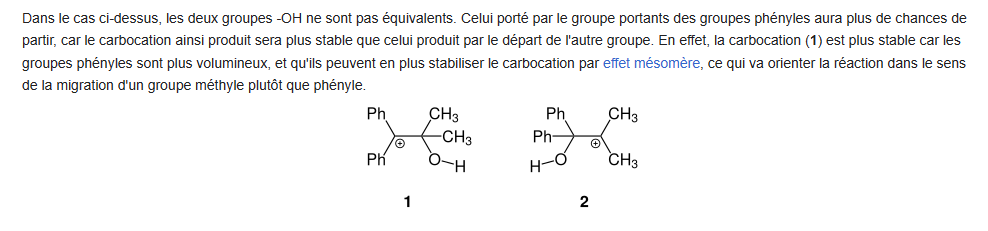 Dans le cas ci-dessus, les deux groupes -OH ne sont pas équivalents. Celui porté par le groupe portants des groupes phényles aura plus de chances de
partir, car le carbocation ainsi produit sera plus stable que celui produit par le départ de l'autre groupe. En effet, la carbocation (1) est plus stable car les
groupes phényles sont plus volumineux, et qu'ils peuvent en plus stabiliser le carbocation par effet mésomère, ce qui va orienter la réaction dans le sens
de la migration d'un groupe méthyle plutôt que phényle.
Ph CH3 Ph CH3
CH3 Ph
⊕ ⊕
Ph O-H H-O CH3
1 2